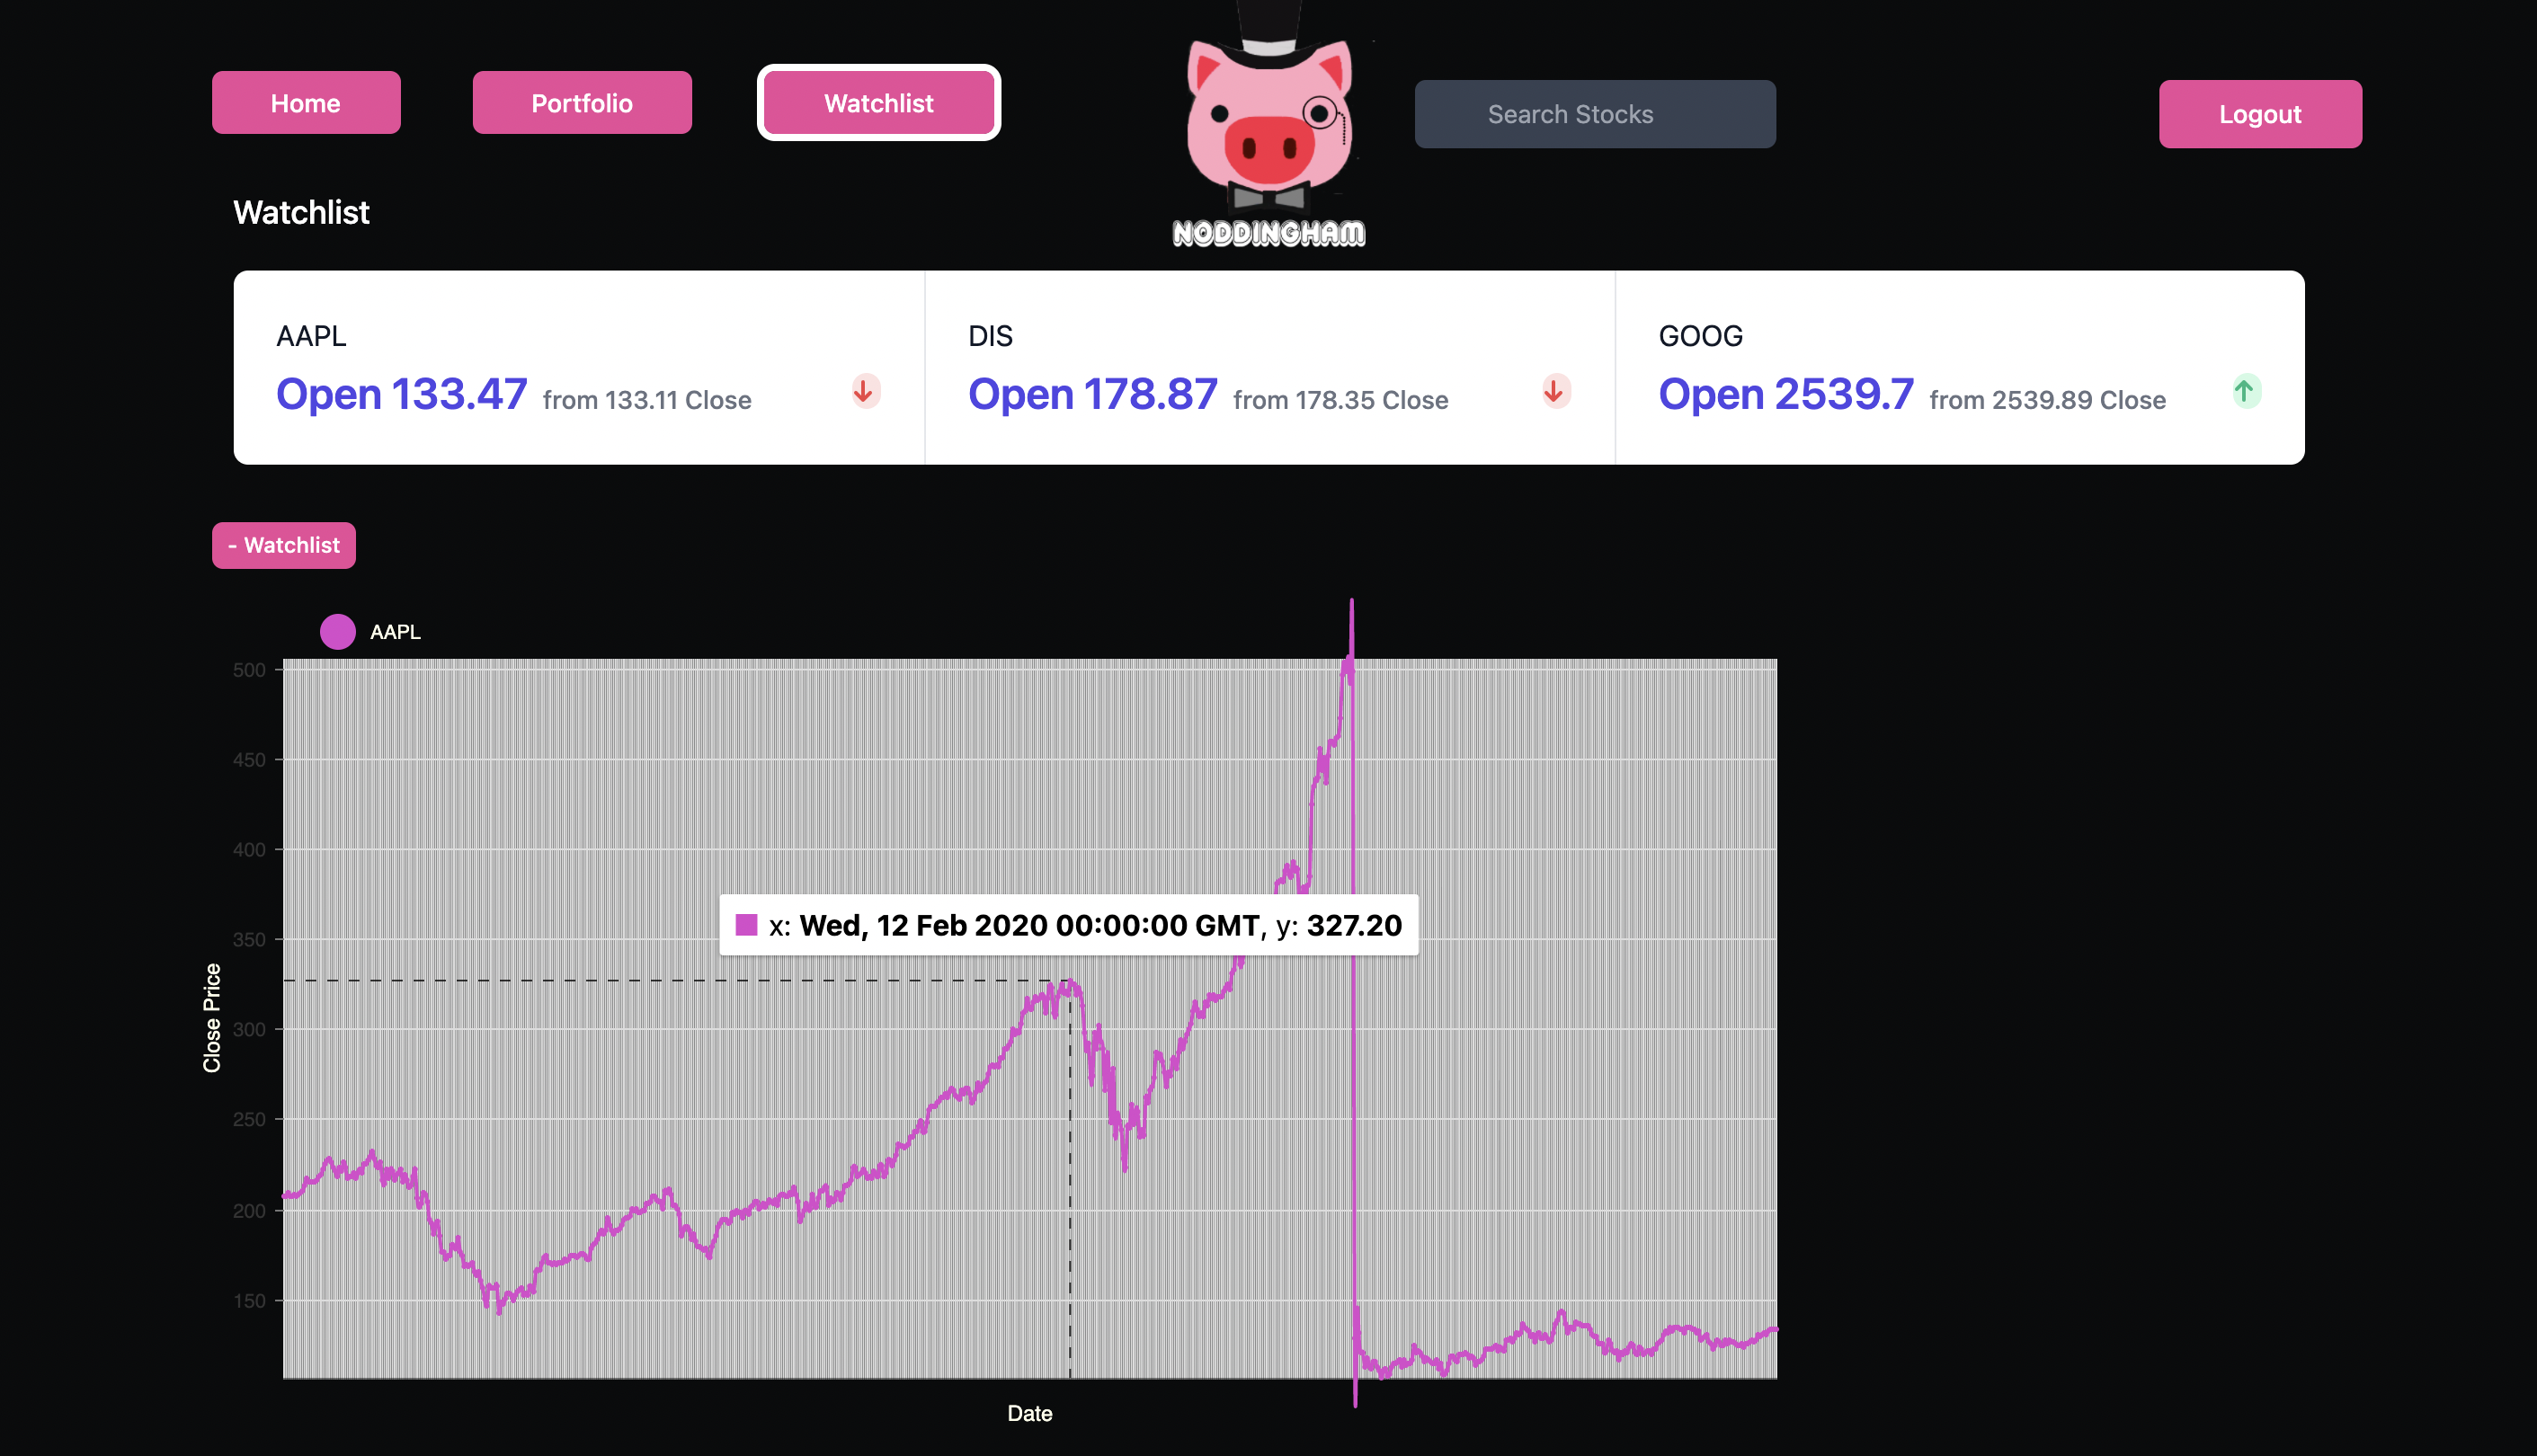 Home
Portfolio
Watchlist
Search Stocks
Logout
NODDINGHAM
Watchlist
AAPL
Open 133.47 from 133.11 Close
DIS
Open 178.87 from 178.35 Close
GOOG
Open 2539.7 from 2539.89 Close
- Watchlist
AAPL
500
450
400
x: Wed, 12 Feb 2020 00:00:00 GMT, y: 327.20
350
300
250
200
150
Close Price
Date